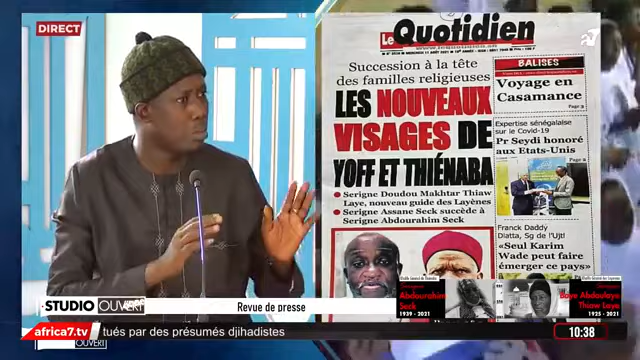 DIRECT
Le Quotidien
Succession à la tête
des familles religieuses
LES NOUVEAUX
VISAGES DE
YOFF ET THIÉNABA
Serigne Doudou Makhtar Thiaw
Laye, nouveau guide des Layènes
Serigne Assane Seck succède à
Serigne Abdourahim Seck
BALISES
Voyage en
Casamance
Expertise sénégalaise
sur le Covid-19
Pr Seydi honoré
aux Etats-Unis
Franck Daddy
Diatta, Sg de l'Ujtl
«Seul Karim
Wade peut faire
émerger ce pays»
Abdourahim
Seck
1939 - 2021
Baye Abdoulaye
Thiaw Laye
1925 - 2021
STUDIO OUVERT
Revue de presse
africa7.tv
tués par des présumés djihadistes
10:38
OUVERT